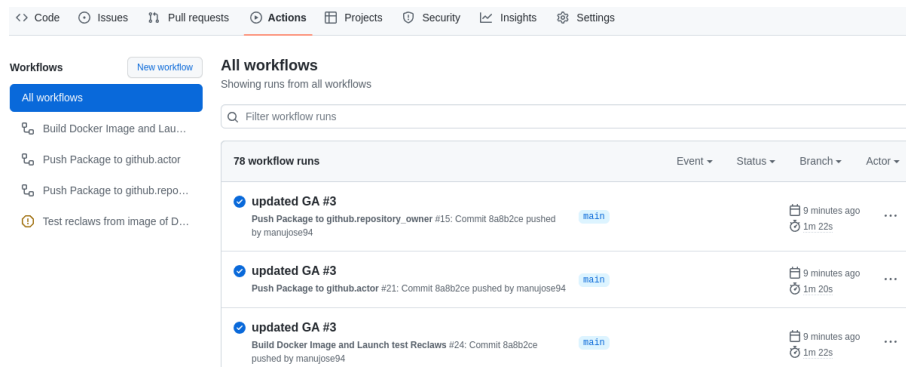 Code Issues Pull requests Actions Projects Security Insights Settings
Workflows New workflow
All workflows
Build Docker Image and Lau...
Push Package to github.actor
Push Package to github.repo...
Test reclaws from image of D...
All workflows
Showing runs from all workflows
Filter workflow runs
78 workflow runs Event Status Branch Actor
updated GA #3
Push Package to github.repository_owner #15: Commit 8a8b2ce pushed
by manujose94
main
9 minutes ago
1m 22s
updated GA #3
Push Package to github.actor #21: Commit 8a8b2ce pushed by manujose94
main
9 minutes ago
1m 20s
updated GA #3
Build Docker Image and Launch test Reclaws #24: Commit 8a8b2ce
pushed by manujose94
main
9 minutes ago
1m 22s